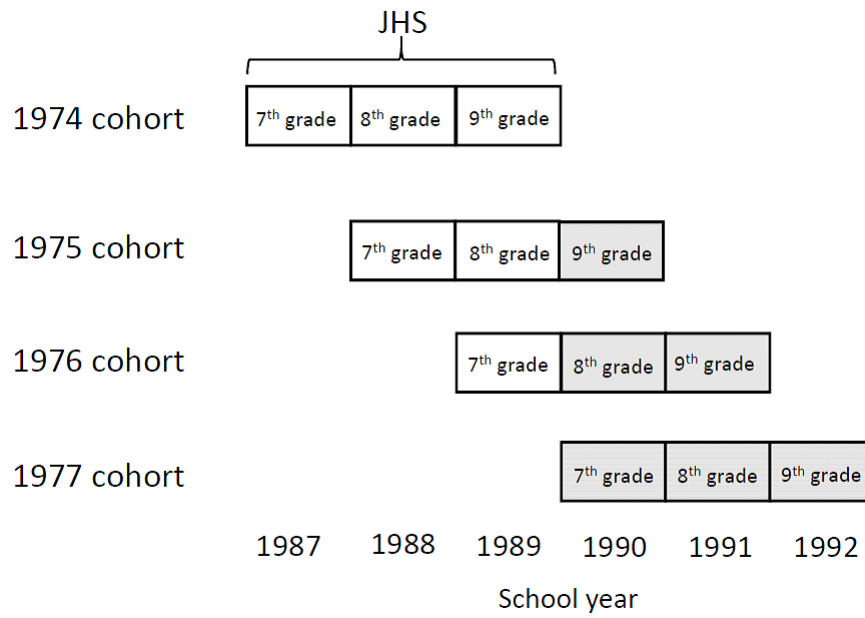 JHS
1974 cohort 7th grade 8th grade 9th grade
1975 cohort 7th grade 8th grade 9th grade
1976 cohort 7th grade 8th grade 9th grade
1977 cohort 7th grade 8th grade 9th grade
1987 1988 1989 1990 1991 1992
School year